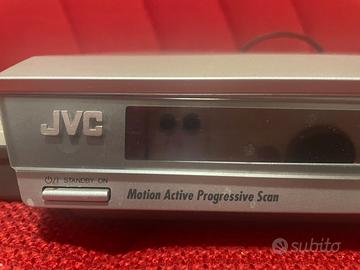 JVC
⏻/I STANDBY ON
Motion Active Progressive Scan
subito